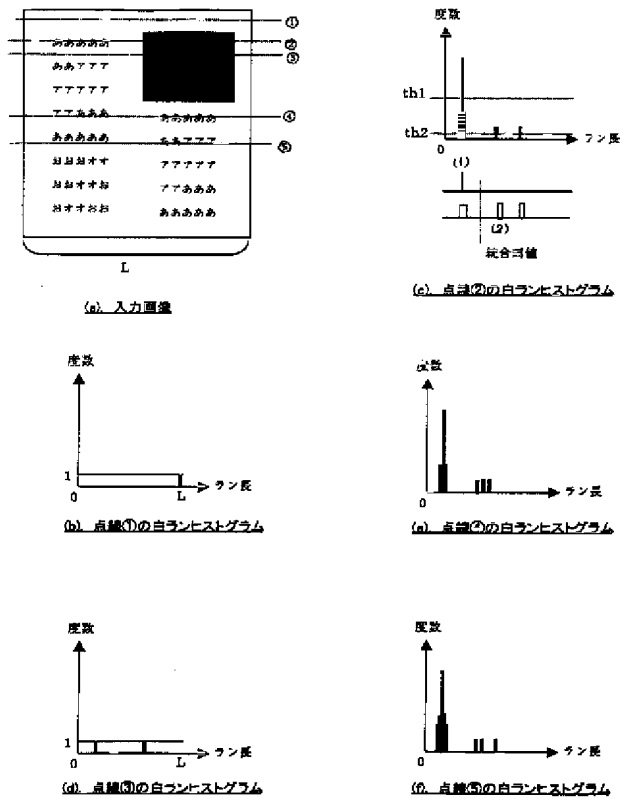 ①
②
③
④
⑤
あああああ
ああアアア
アアアアア
アアあああ
あああああ
おおおオオ
おおオオお
おオオおお
あああああ
ああアアア
アアアアア
アアあああ
あああああ
L
(a). 入力画像
度数
th1
th2
0
ラン長
(1)
(2)
統合閾値
(c). 点線②の白ランヒストグラム
度数
1
0
L
ラン長
(b). 点線①の白ランヒストグラム
度数
0
ラン長
(e). 点線④の白ランヒストグラム
度数
1
0
L
ラン長
(d). 点線③の白ランヒストグラム
度数
0
ラン長
(f). 点線⑤の白ランヒストグラム